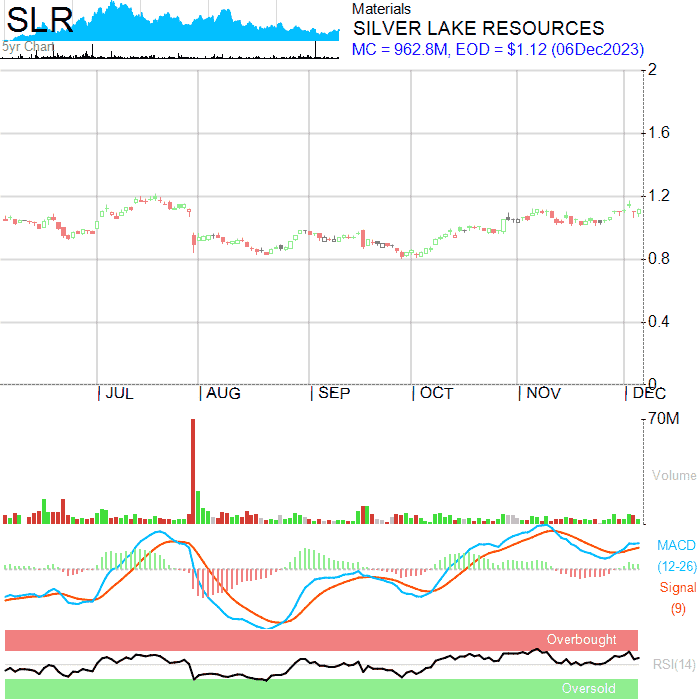 SLR
5yr Chart
Materials
SILVER LAKE RESOURCES
MC = 962.8M, EOD = $1.12 (06Dec2023)
2
1.6
1.2
0.8
0.4
0
JUL AUG SEP OCT NOV DEC
70M
Volume
MACD
(12-26)
Signal
(9)
Overbought
RSI(14)
Oversold